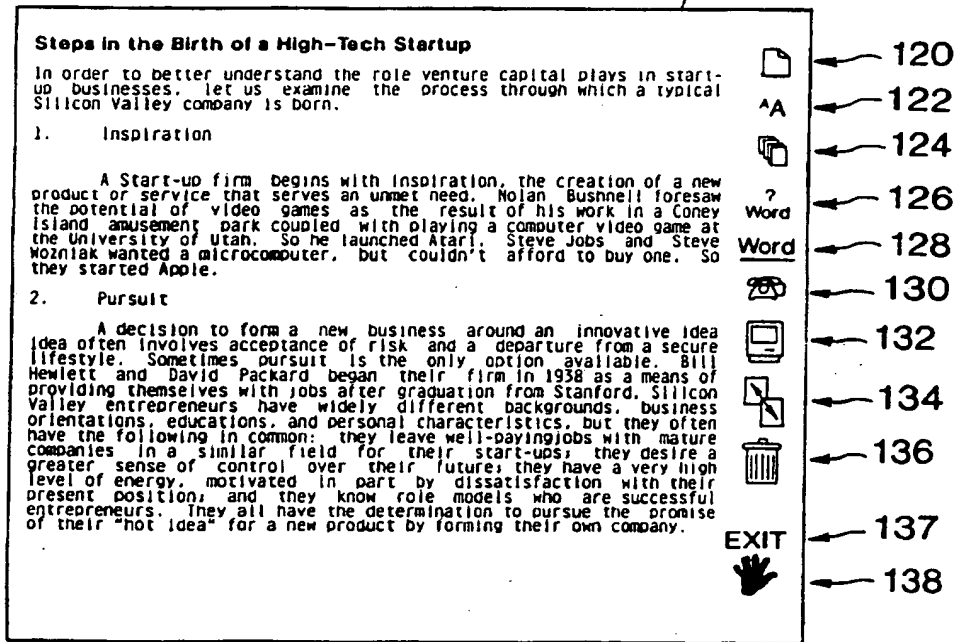 Steps in the Birth of a High-Tech Startup
In order to better understand the role venture capital plays in start-
up businesses, let us examine the process through which a typical
Silicon Valley company is born.
1. Inspiration
A Start-up firm begins with inspiration, the creation of a new
product or service that serves an unmet need. Nolan Bushnell foresaw
the potential of video games as the result of his work in a Coney
Island amusement park coupled with playing a computer video game at
the University of Utah. So he launched Atari. Steve Jobs and Steve
Wozniak wanted a microcomputer, but couldn't afford to buy one. So
they started Apple.
2. Pursuit
A decision to form a new business around an innovative idea
idea often involves acceptance of risk and a departure from a secure
lifestyle. Sometimes pursuit is the only option available. Bill
Hewlett and David Packard began their firm in 1938 as a means of
providing themselves with jobs after graduation from Stanford. Silicon
Valley entrepreneurs have widely different backgrounds, business
orientations, educations, and personal characteristics, but they often
have the following in common: they leave well-payingjobs with mature
companies in a similar field for their start-ups; they desire a
greater sense of control over their future; they have a very high
level of energy, motivated in part by dissatisfaction with their
present position; and they know role models who are successful
entrepreneurs. They all have the determination to pursue the promise
of their "hot idea" for a new product by forming their own company.
120
AA
122
124
?
Word
126
Word
128
130
132
134
136
EXIT
137
138